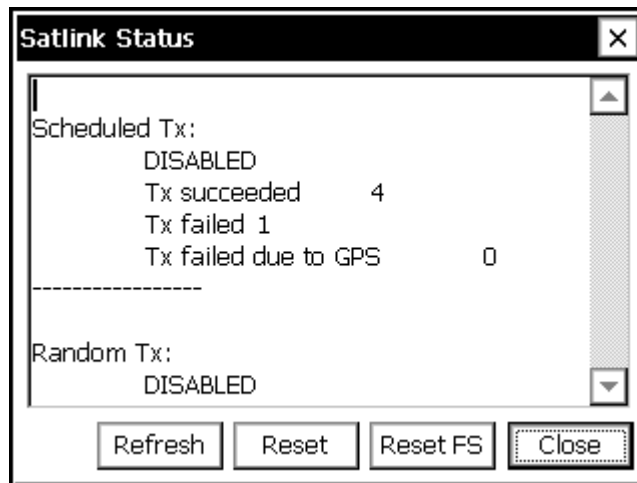 Satlink Status
Scheduled Tx:
DISABLED
Tx succeeded 4
Tx failed 1
Tx failed due to GPS 0
-----------------
Random Tx:
DISABLED
Refresh Reset Reset FS Close